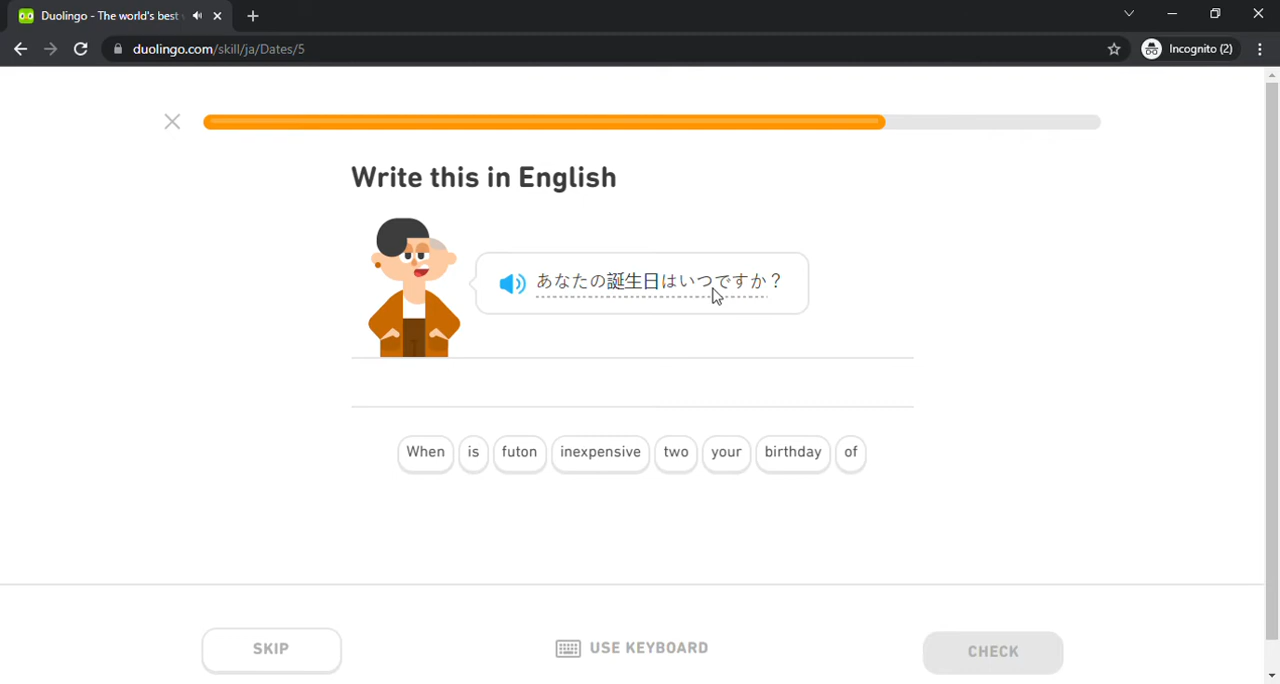 Duolingo - The world's best
duolingo.com/skill/ja/Dates/5
Incognito (2)
Write this in English
あなたの誕生日はいつですか？
When is futon inexpensive two your birthday of
SKIP
USE KEYBOARD
CHECK